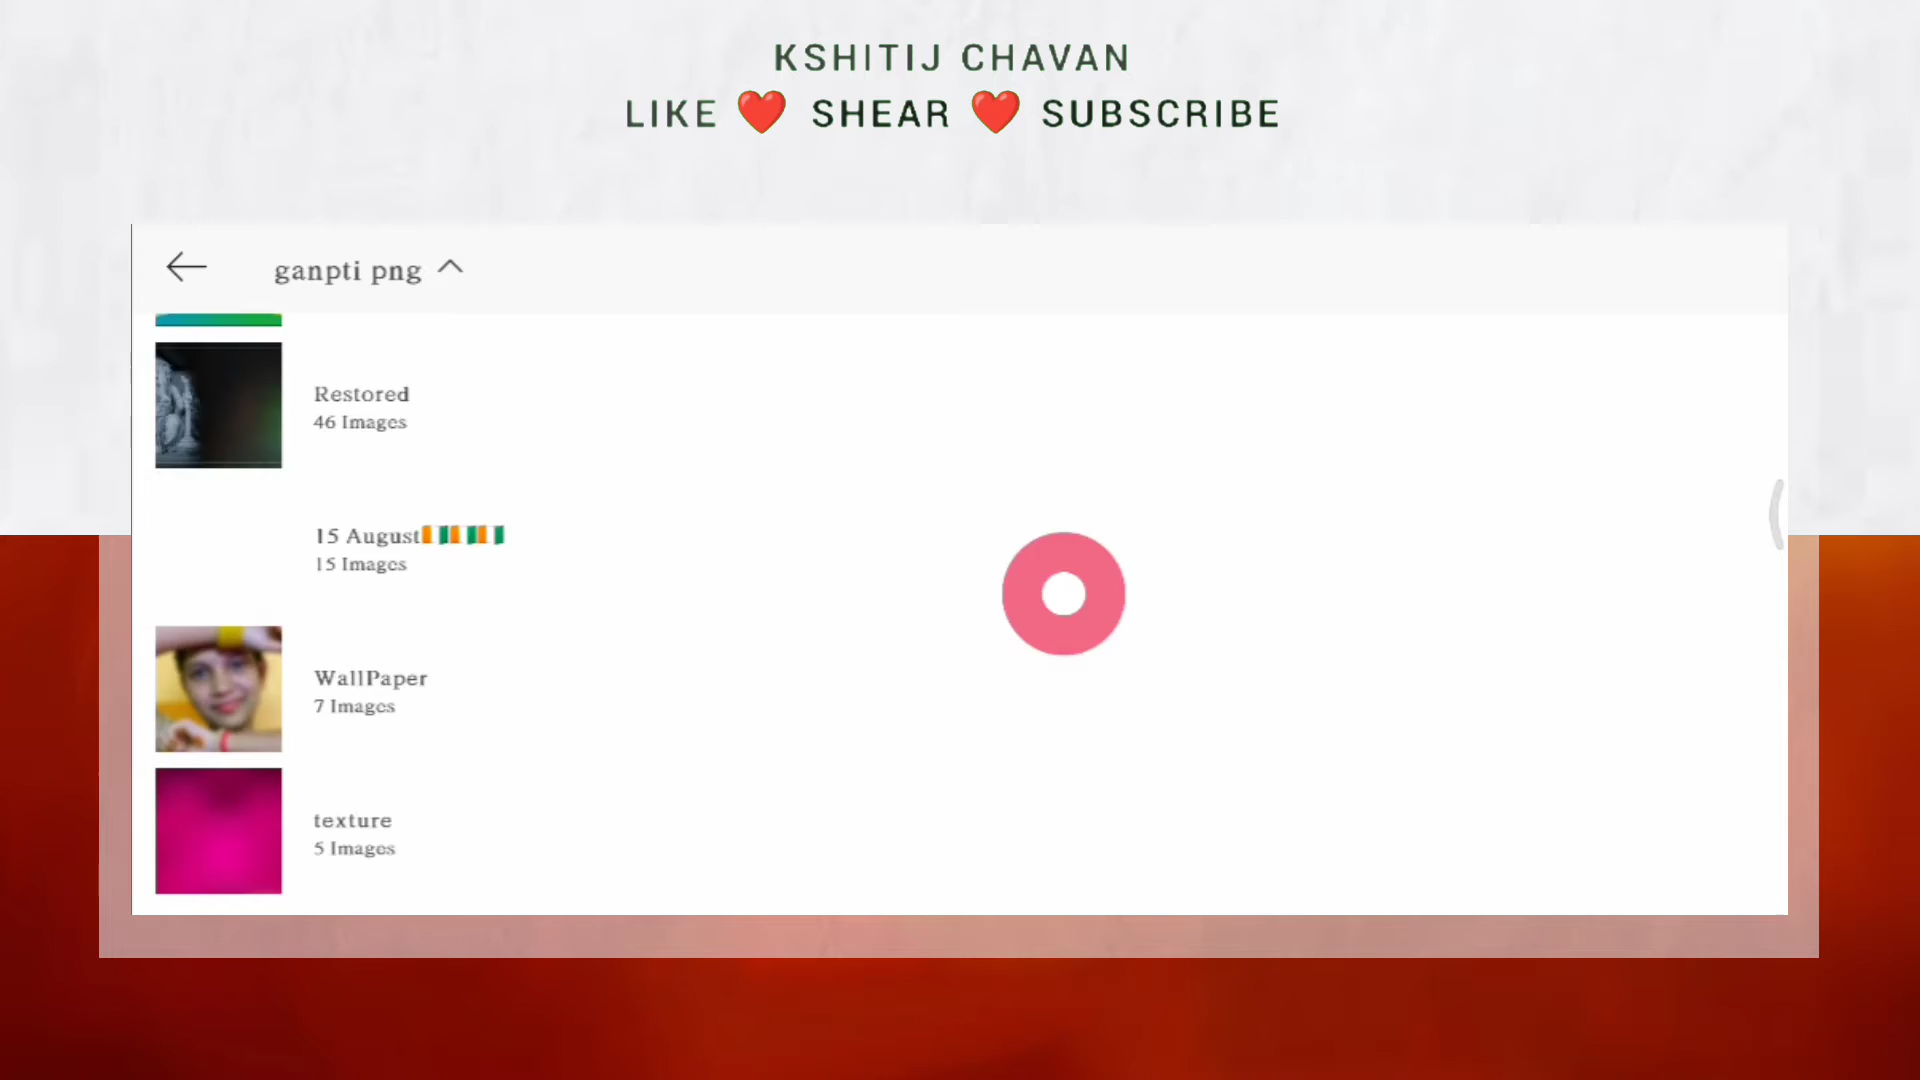 KSHITIJ CHAVAN
LIKE ❤️ SHEAR ❤️ SUBSCRIBE
ganpti png
Restored
46 Images
15 August🇨🇮🇨🇮🇨🇮
15 Images
WallPaper
7 Images
texture
5 Images